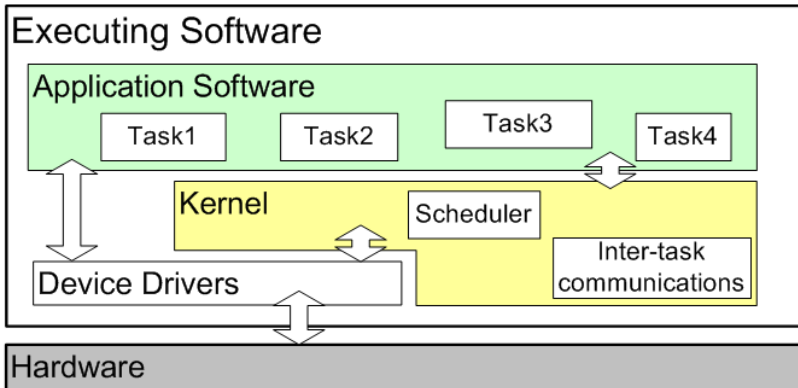 Executing Software
Application Software
Task1
Task2
Task3
Task4
Kernel
Scheduler
Inter-task
communications
Device Drivers
Hardware